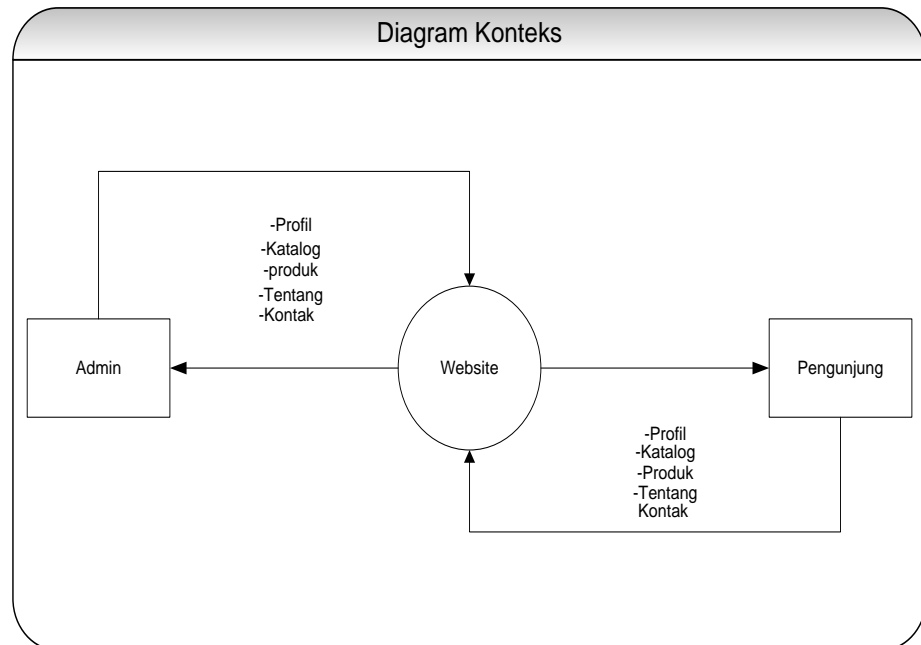 Diagram Konteks
-Profil
-Katalog
-produk
-Tentang
-Kontak
Admin
Website
Pengunjung
-Profil
-Katalog
-Produk
-Tentang
Kontak